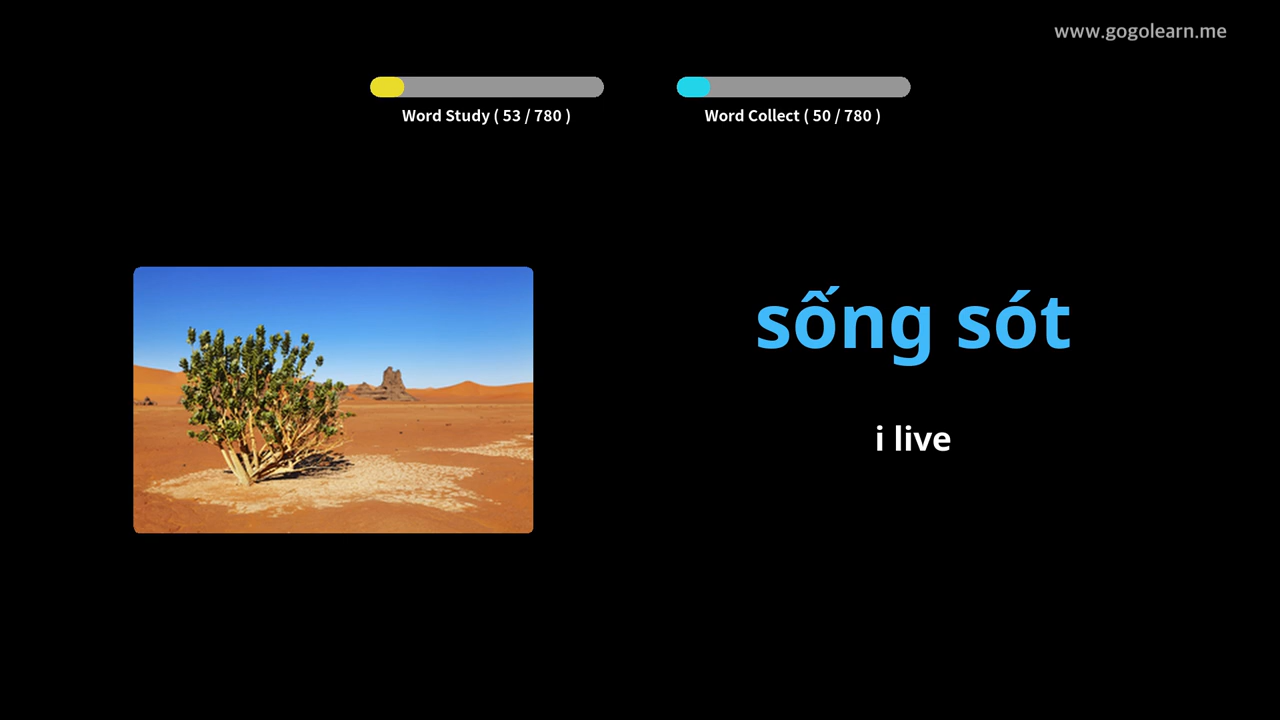 www.gogolearn.me
Word Study ( 53 / 780 )
Word Collect ( 50 / 780 )
sống sót
i live